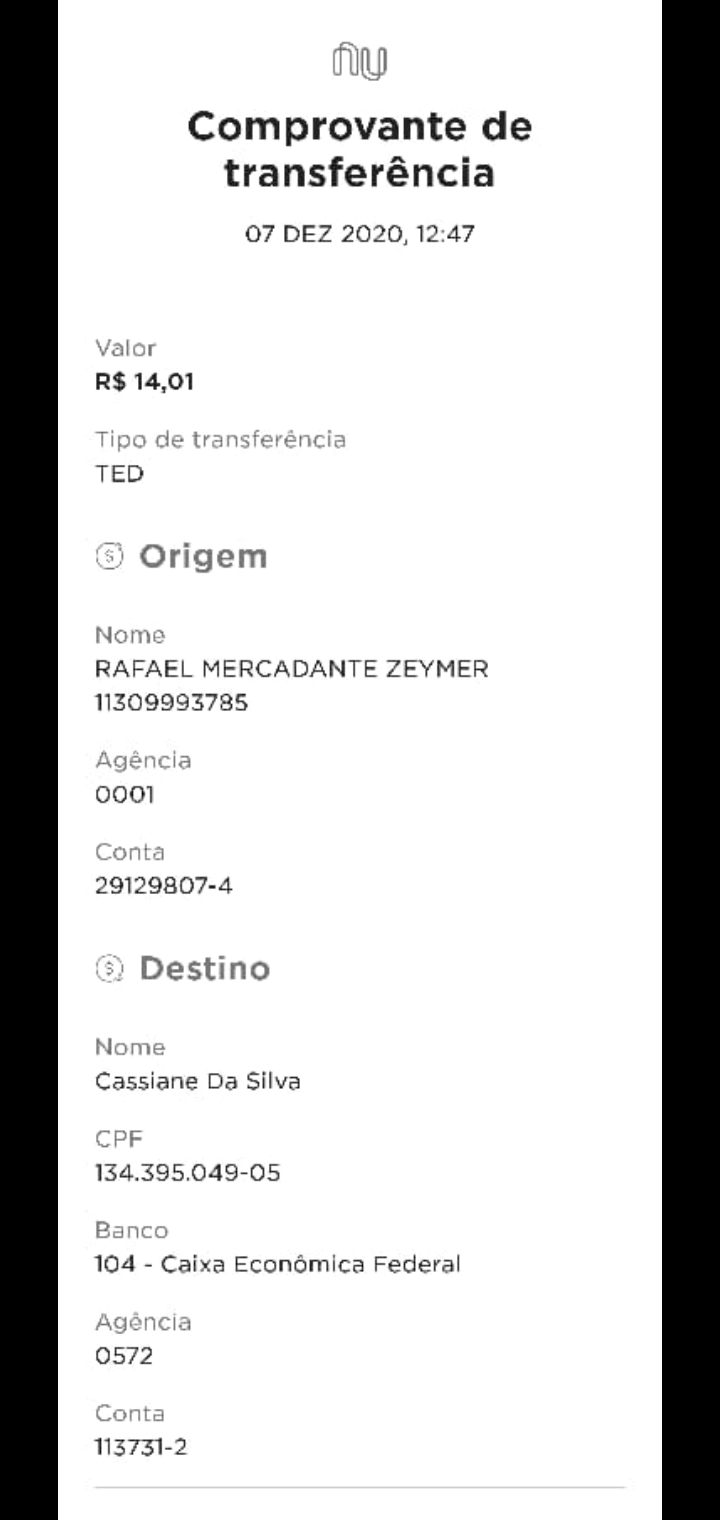 nu
Comprovante de
transferência
07 DEZ 2020, 12:47
Valor
R$ 14,01
Tipo de transferência
TED
Origem
Nome
RAFAEL MERCADANTE ZEYMER
11309993785
Agência
0001
Conta
29129807-4
Destino
Nome
Cassiane Da Silva
CPF
134.395.049-05
Banco
104 - Caixa Econômica Federal
Agência
0572
Conta
113731-2